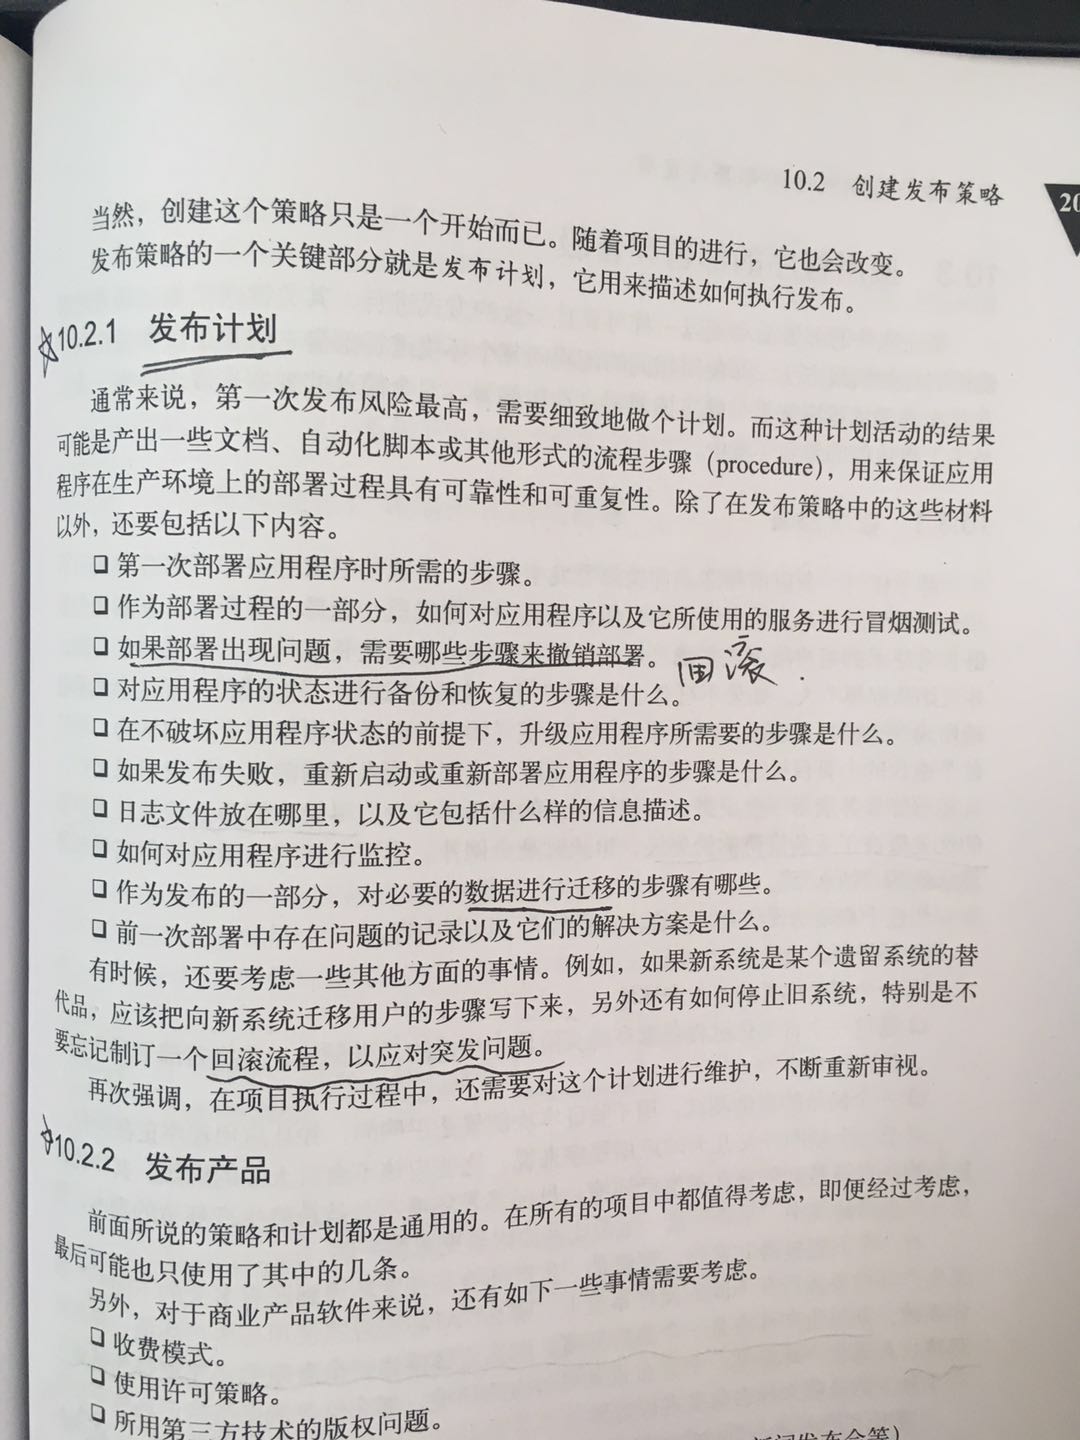 10.2 创建发布策略
20
当然，创建这个策略只是一个开始而已。随着项目的进行，它也会改变。
发布策略的一个关键部分就是发布计划，它用来描述如何执行发布。
☆10.2.1 发布计划
通常来说，第一次发布风险最高，需要细致地做个计划。而这种计划活动的结果
可能是产出一些文档、自动化脚本或其他形式的流程步骤（procedure），用来保证应用
程序在生产环境上的部署过程具有可靠性和可重复性。除了在发布策略中的这些材料
以外，还要包括以下内容。
❑ 第一次部署应用程序时所需的步骤。
❑ 作为部署过程的一部分，如何对应用程序以及它所使用的服务进行冒烟测试。
❑ 如果部署出现问题，需要哪些步骤来撤销部署。回滚.
❑ 对应用程序的状态进行备份和恢复的步骤是什么。
❑ 在不破坏应用程序状态的前提下，升级应用程序所需要的步骤是什么。
❑ 如果发布失败，重新启动或重新部署应用程序的步骤是什么。
❑ 日志文件放在哪里，以及它包括什么样的信息描述。
❑ 如何对应用程序进行监控。
❑ 作为发布的一部分，对必要的数据进行迁移的步骤有哪些。
❑ 前一次部署中存在问题的记录以及它们的解决方案是什么。
有时候，还要考虑一些其他方面的事情。例如，如果新系统是某个遗留系统的替
代品，应该把向新系统迁移用户的步骤写下来，另外还有如何停止旧系统，特别是不
要忘记制订一个回滚流程，以应对突发问题。
再次强调，在项目执行过程中，还需要对这个计划进行维护，不断重新审视。
☆10.2.2 发布产品
前面所说的策略和计划都是通用的。在所有的项目中都值得考虑，即便经过考虑，
最后可能也只使用了其中的几条。
另外，对于商业产品软件来说，还有如下一些事情需要考虑。
❑ 收费模式。
❑ 使用许可策略。
❑ 所用第三方技术的版权问题。